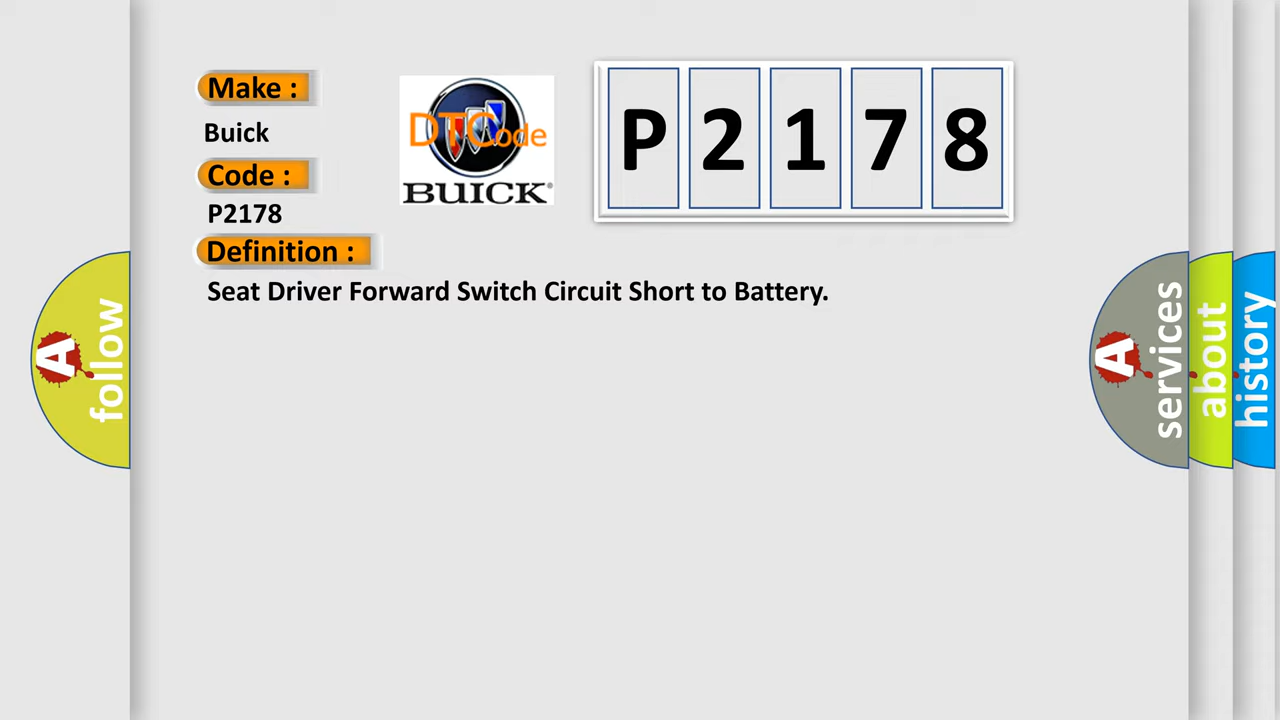 Make :
Buick
Code :
P2178
Definition :
Seat Driver Forward Switch Circuit Short to Battery.
DTCode
BUICK®
P 2 1 7 8
A follow
A services
about
history